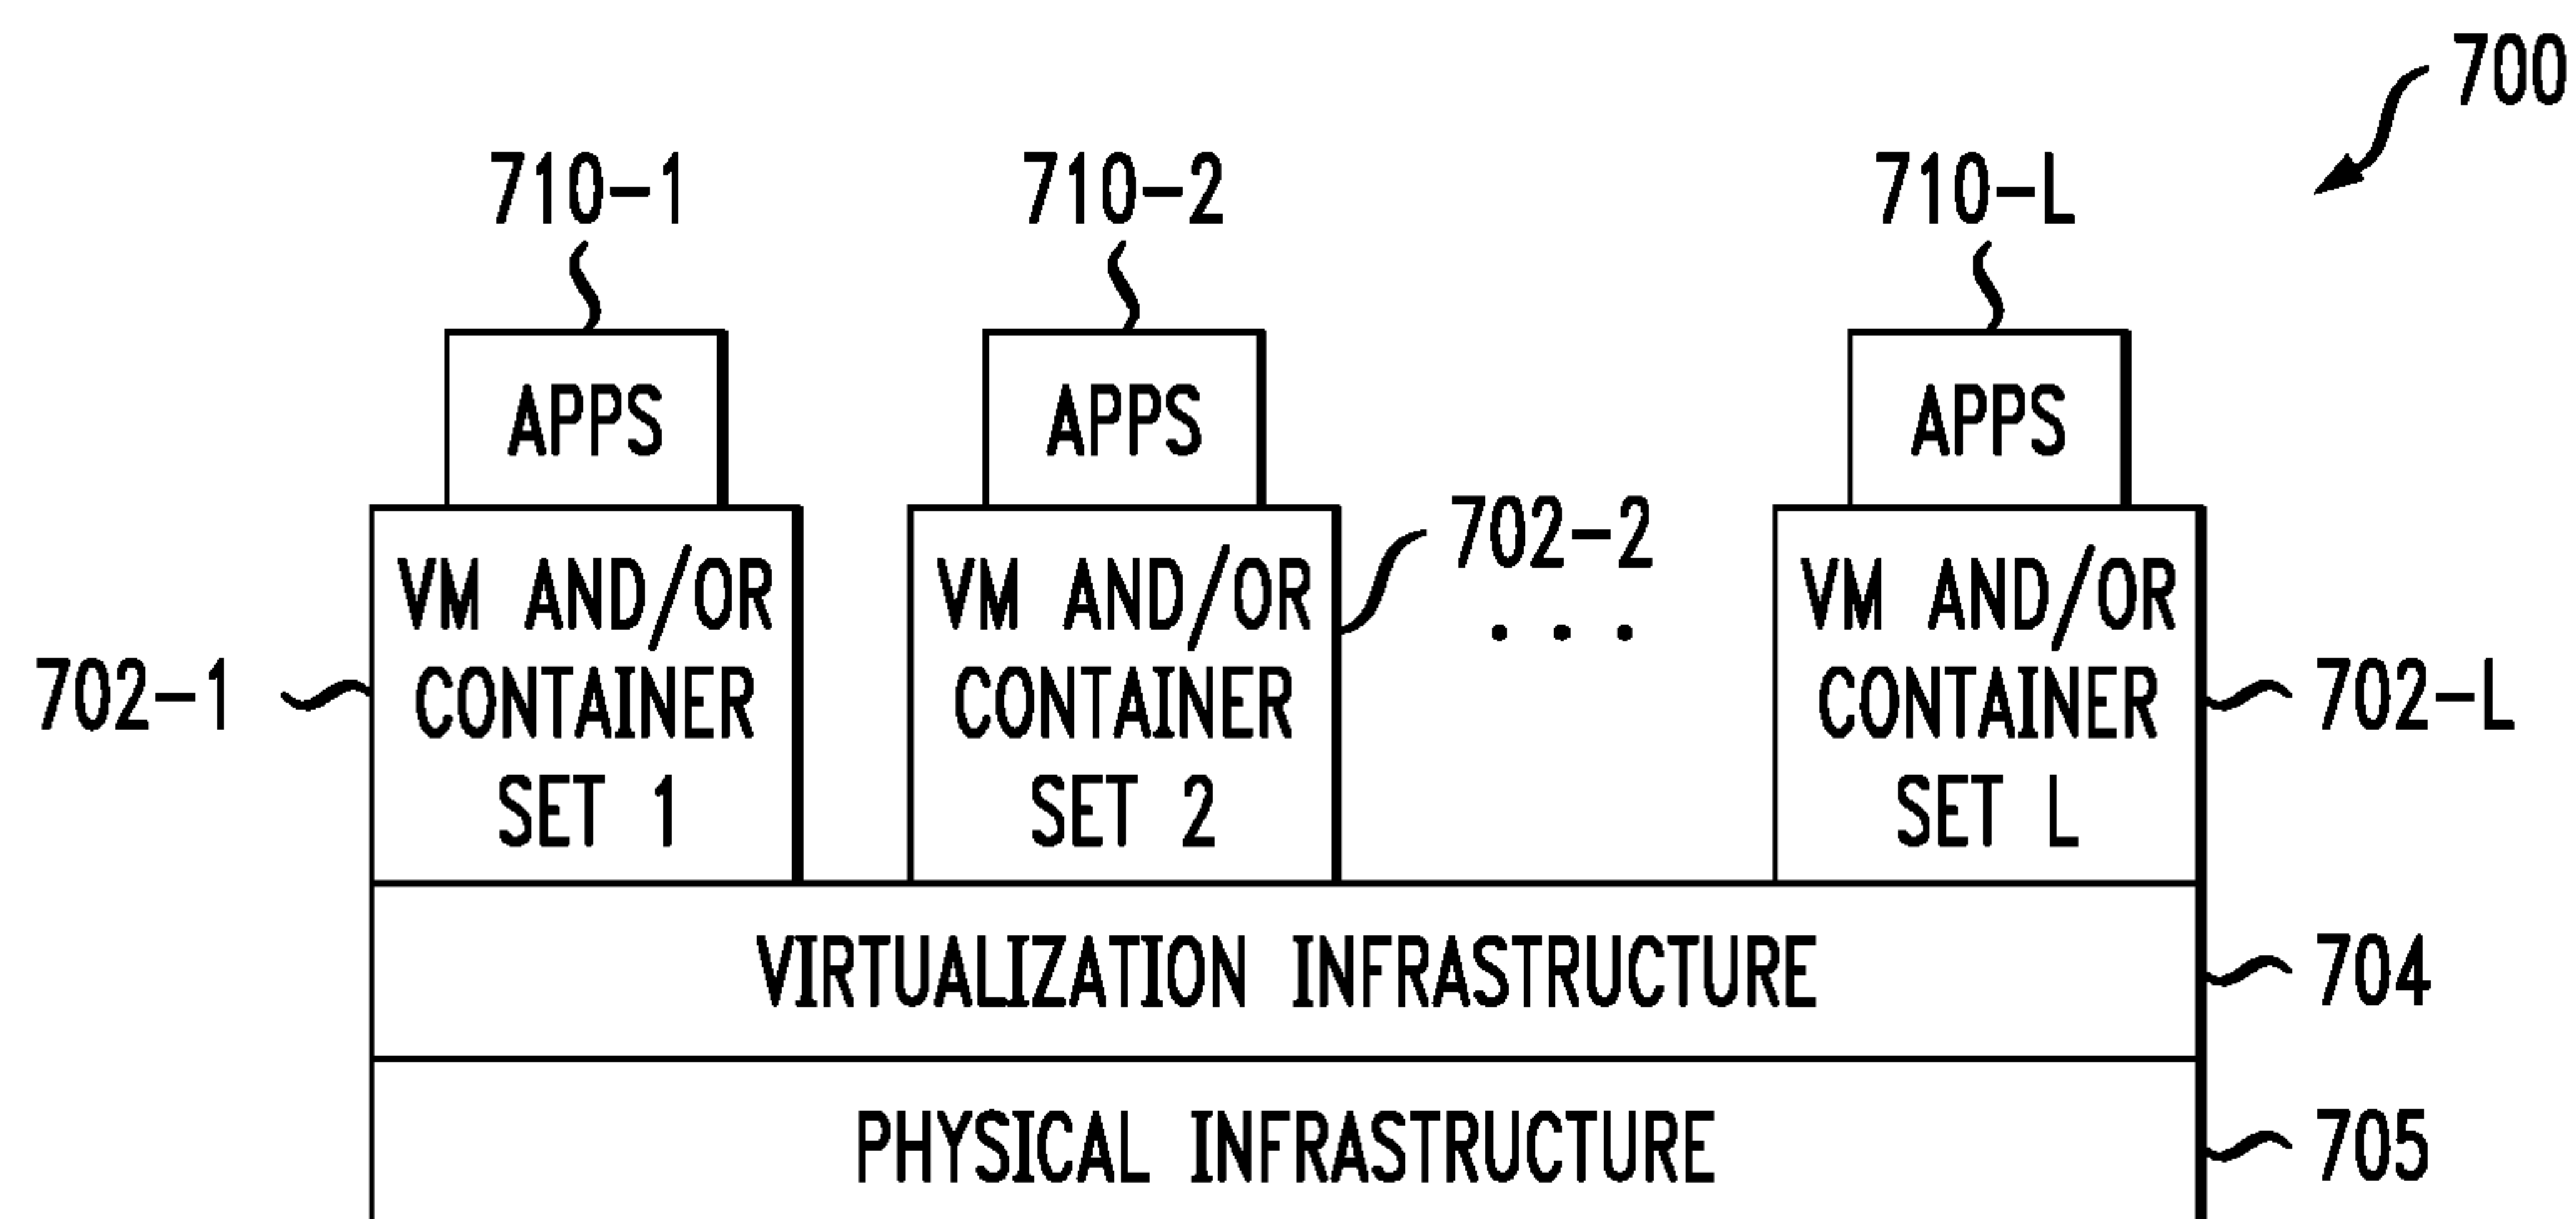 700
710-1 710-2 710-L
APPS APPS APPS
702-2
VM AND/OR VM AND/OR VM AND/OR
702-1 CONTAINER CONTAINER . . . CONTAINER 702-L
SET 1 SET 2 SET L
VIRTUALIZATION INFRASTRUCTURE 704
PHYSICAL INFRASTRUCTURE 705